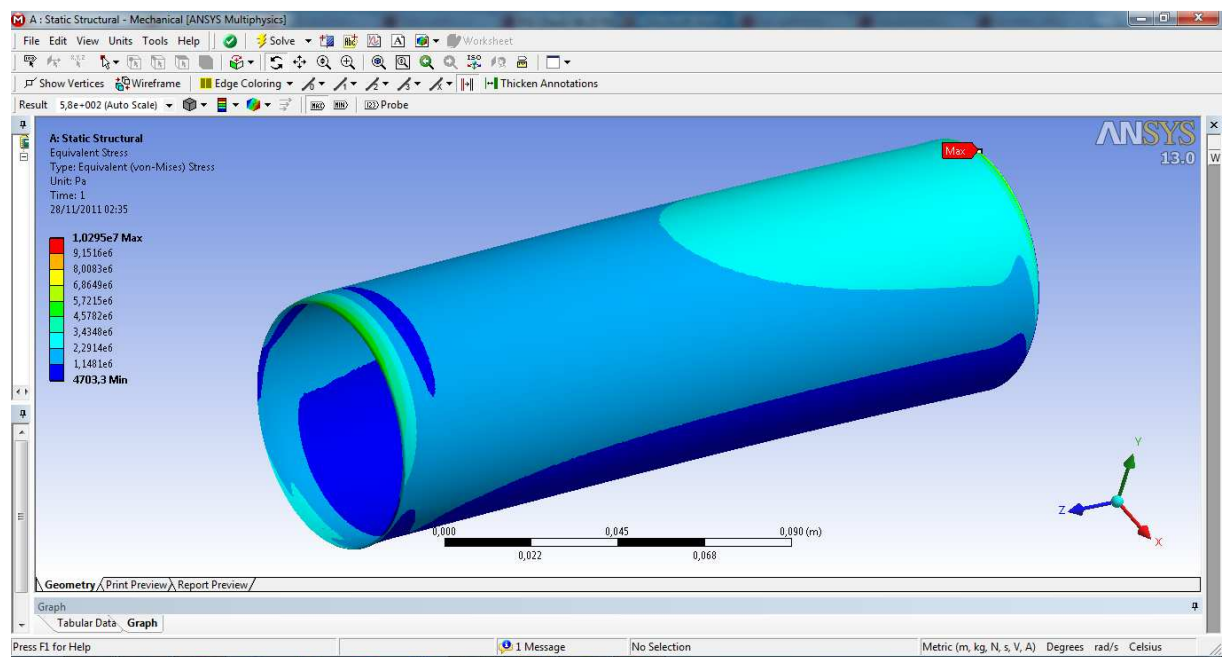 A : Static Structural - Mechanical [ANSYS Multiphysics]
File Edit View Units Tools Help Solve Worksheet
Show Vertices Wireframe Edge Coloring Thicken Annotations
Result 5,8e+002 (Auto Scale) Probe
A: Static Structural
Equivalent Stress
Type: Equivalent (von-Mises) Stress
Unit: Pa
Time: 1
28/11/2011 02:35
1,0295e7 Max
9,1516e6
8,0083e6
6,8649e6
5,7215e6
4,5782e6
3,4348e6
2,2914e6
1,1481e6
4703,3 Min
Max
ANSYS
13.0
W
Y
Z
X
0,000 0,045 0,090 (m)
0,022 0,068
Geometry Print Preview Report Preview
Graph
Tabular Data Graph
Press F1 for Help 1 Message No Selection Metric (m, kg, N, s, V, A) Degrees rad/s Celsius